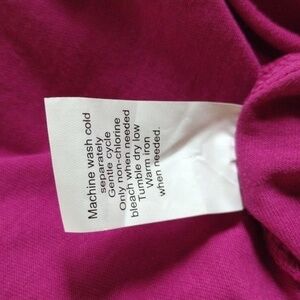 Machine wash cold
separately
Gentle cycle
Only non-chlorine
bleach when needed
Tumble dry low
Warm iron
when needed.